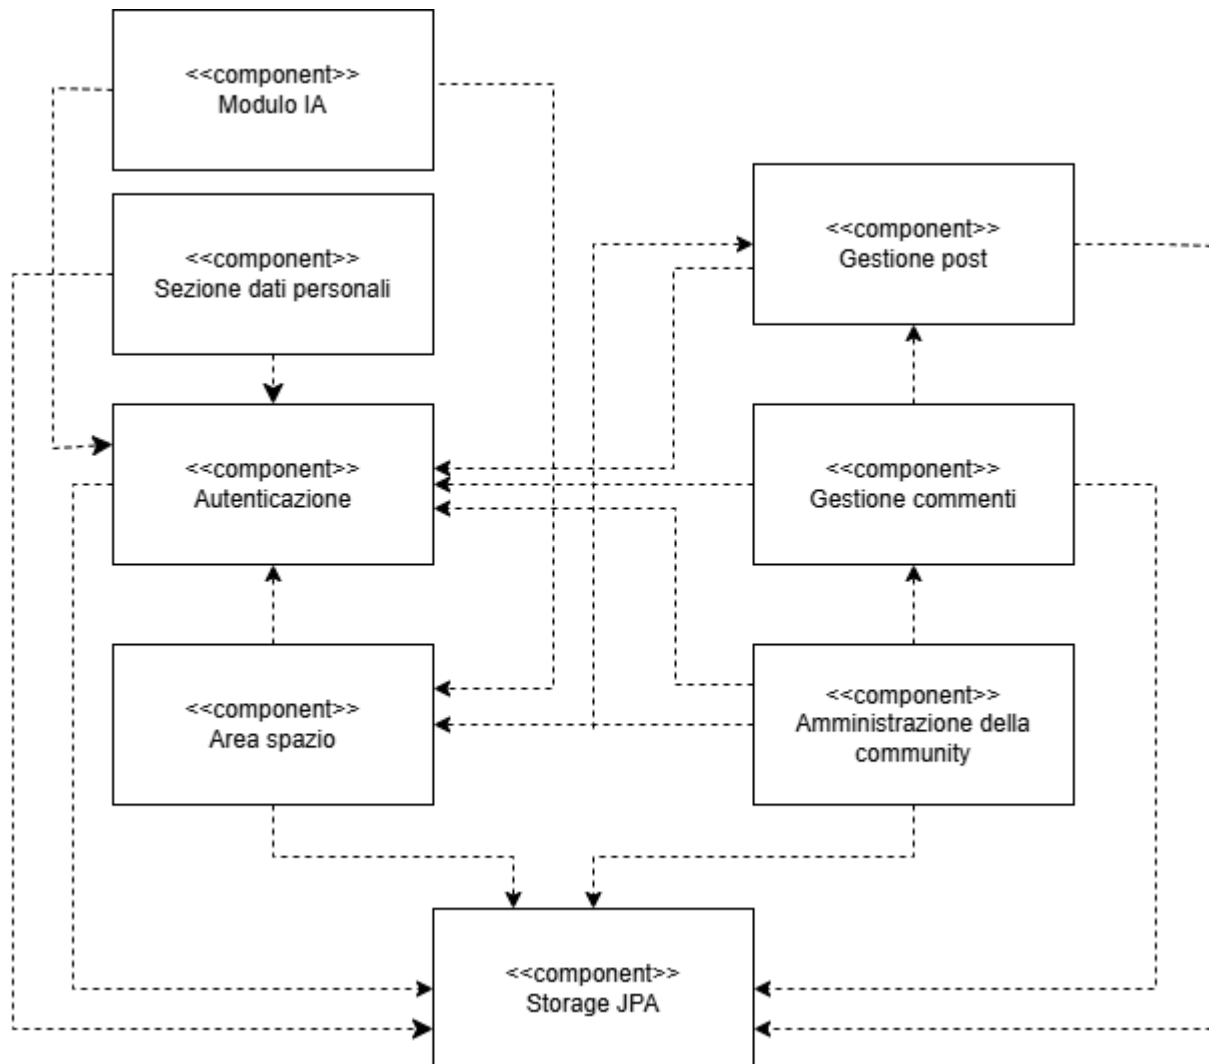 <<component>>
Modulo IA
<<component>>
Sezione dati personali
<<component>>
Autenticazione
<<component>>
Area spazio
<<component>>
Gestione post
<<component>>
Gestione commenti
<<component>>
Amministrazione della
community
<<component>>
Storage JPA